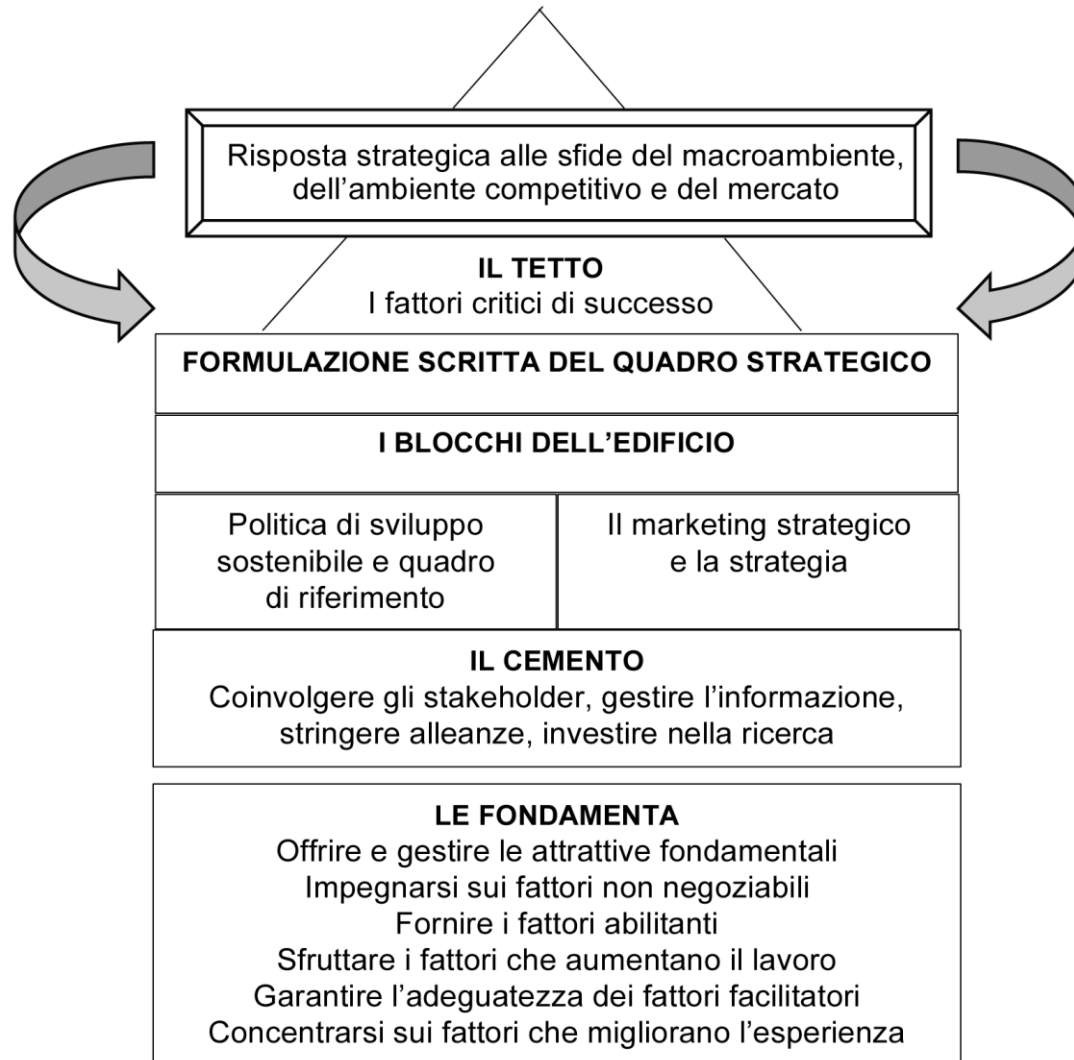 Risposta strategica alle sfide del macroambiente,
dell’ambiente competitivo e del mercato
IL TETTO
I fattori critici di successo
FORMULAZIONE SCRITTA DEL QUADRO STRATEGICO
I BLOCCHI DELL’EDIFICIO
Politica di sviluppo
sostenibile e quadro
di riferimento
Il marketing strategico
e la strategia
IL CEMENTO
Coinvolgere gli stakeholder, gestire l’informazione,
stringere alleanze, investire nella ricerca
LE FONDAMENTA
Offrire e gestire le attrattive fondamentali
Impegnarsi sui fattori non negoziabili
Fornire i fattori abilitanti
Sfruttare i fattori che aumentano il lavoro
Garantire l’adeguatezza dei fattori facilitatori
Concentrarsi sui fattori che migliorano l’esperienza